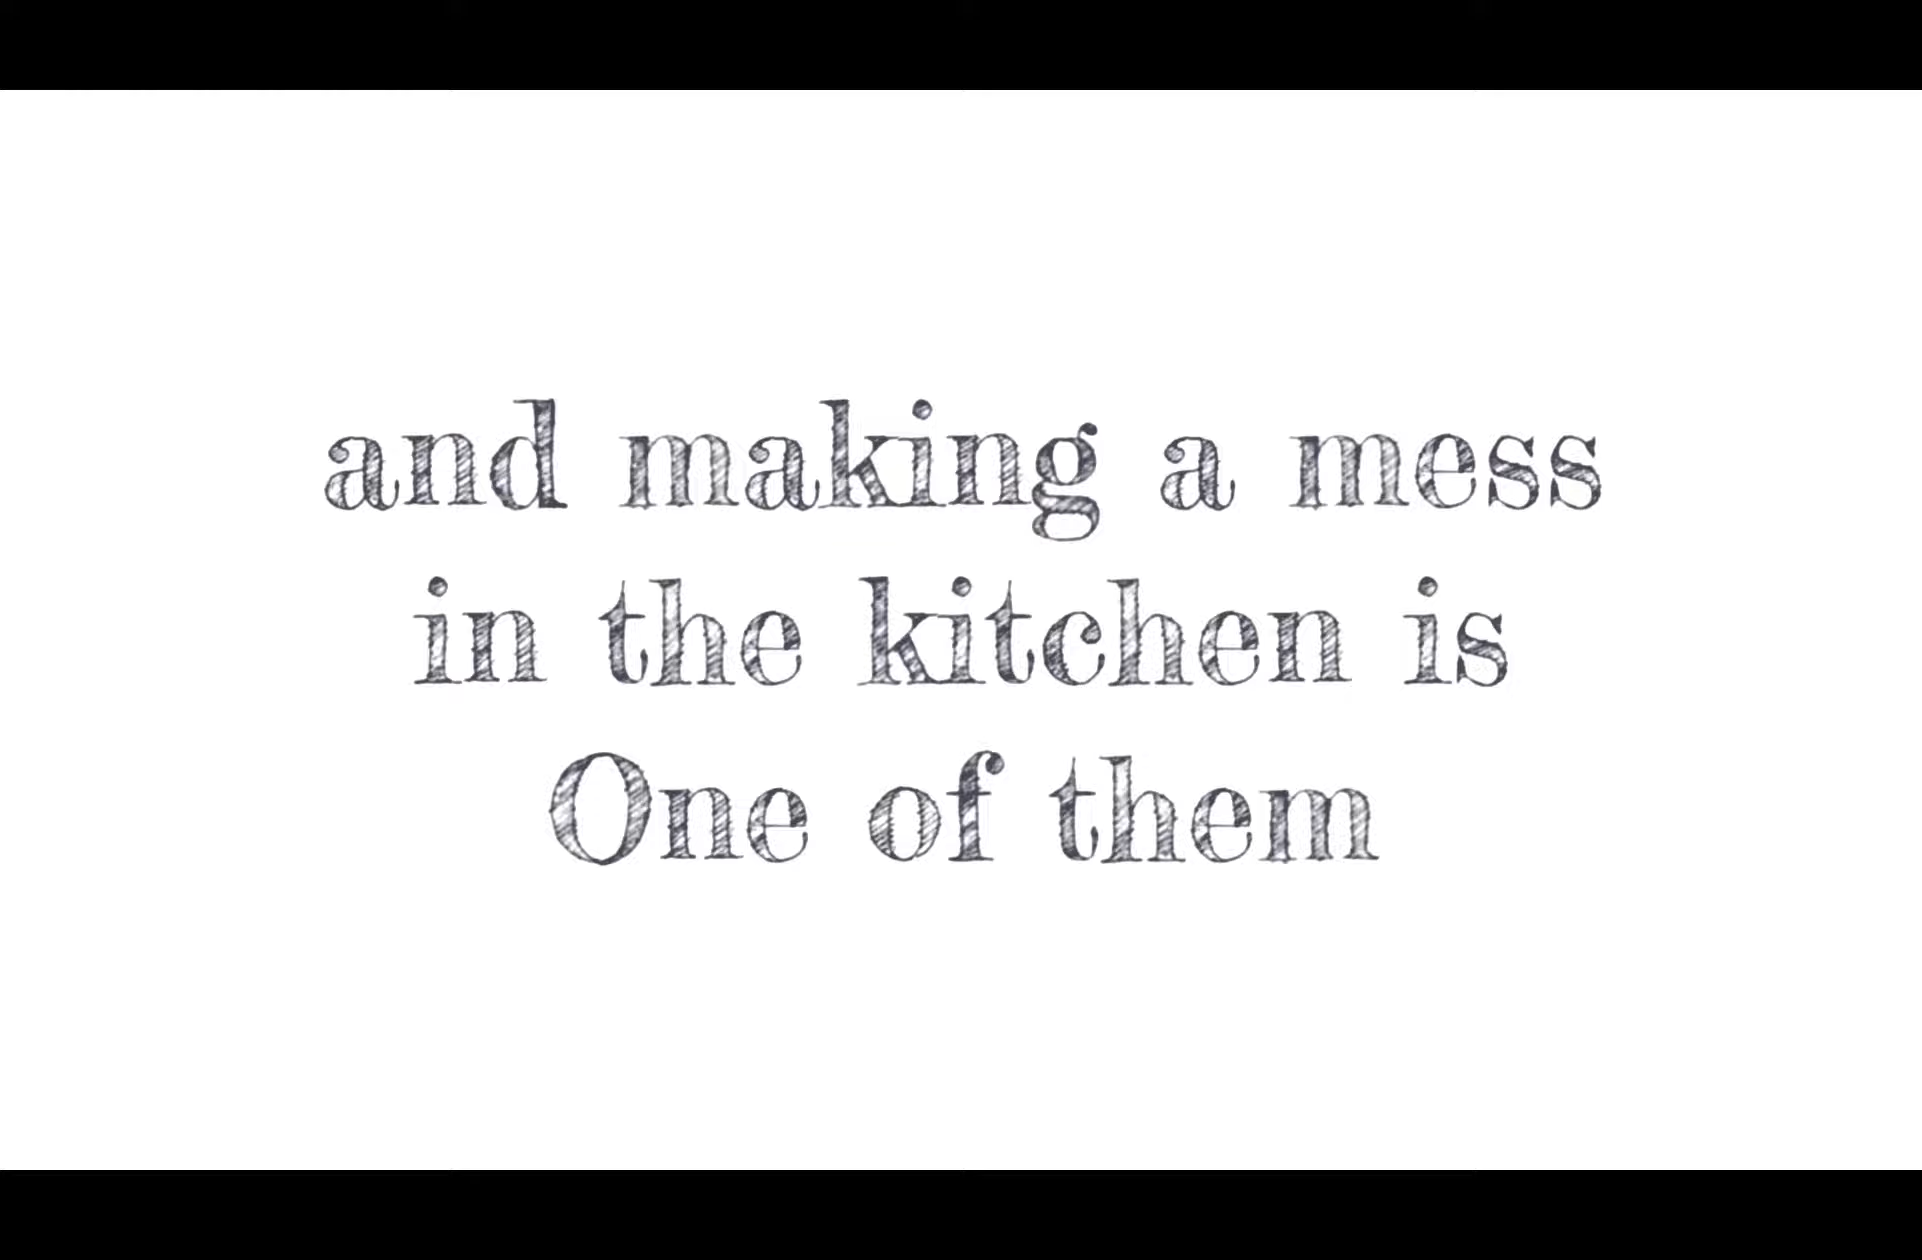 and making a mess
in the kitchen is
One of them